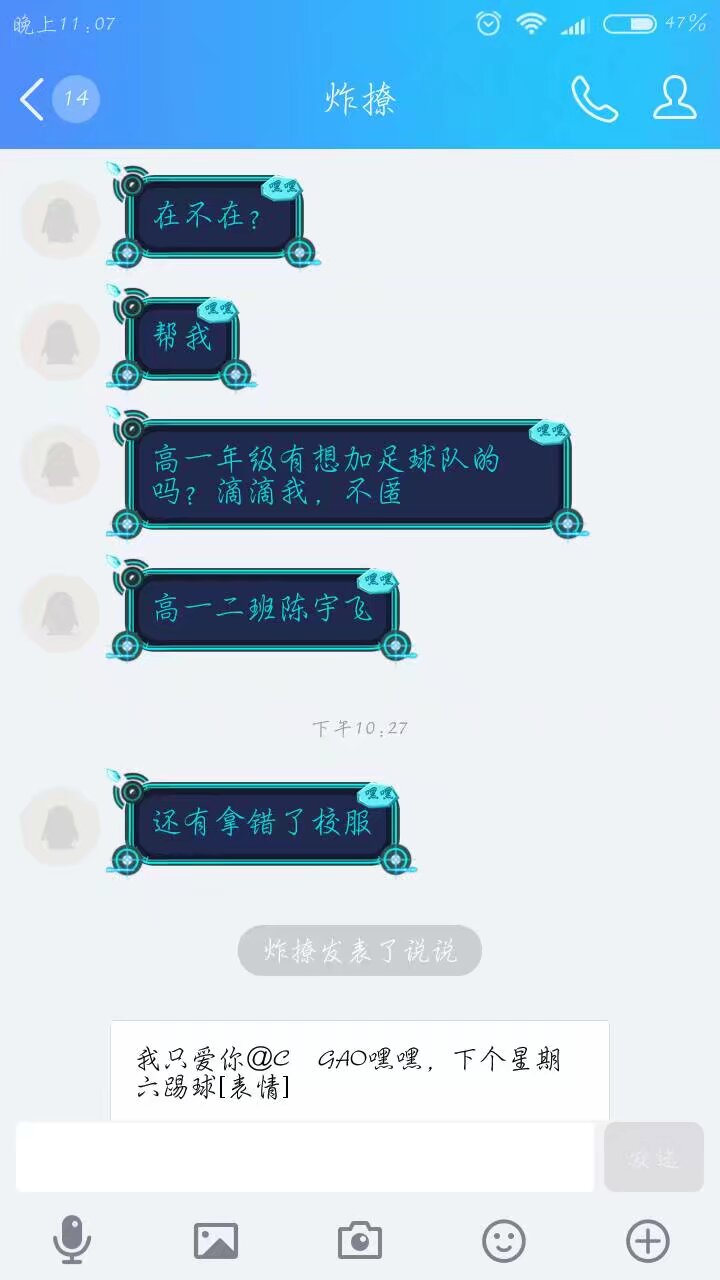 晚上11:07
47%
14
炸撩
嘿嘿
在不在？
嘿嘿
帮我
嘿嘿
高一年级有想加足球队的
吗？滴滴我，不匿
嘿嘿
高一二班陈宇飞
下午10:27
嘿嘿
还有拿错了校服
炸撩发表了说说
我只爱你@C GAO嘿嘿，下个星期
六踢球[表情]
发送